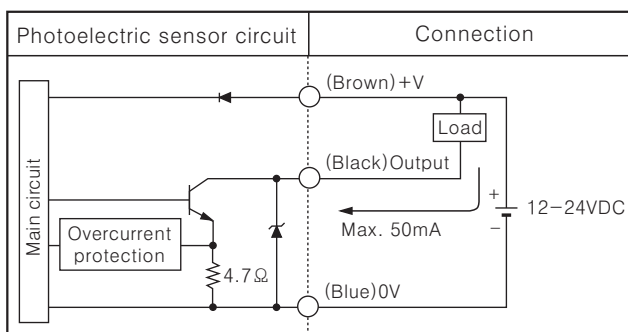 Photoelectric sensor circuit
Connection
(Brown)+V
Load
(Black)Output
Main circuit
Overcurrent
protection
4.7Ω
Max. 50mA
+
−
12−24VDC
(Blue)0V